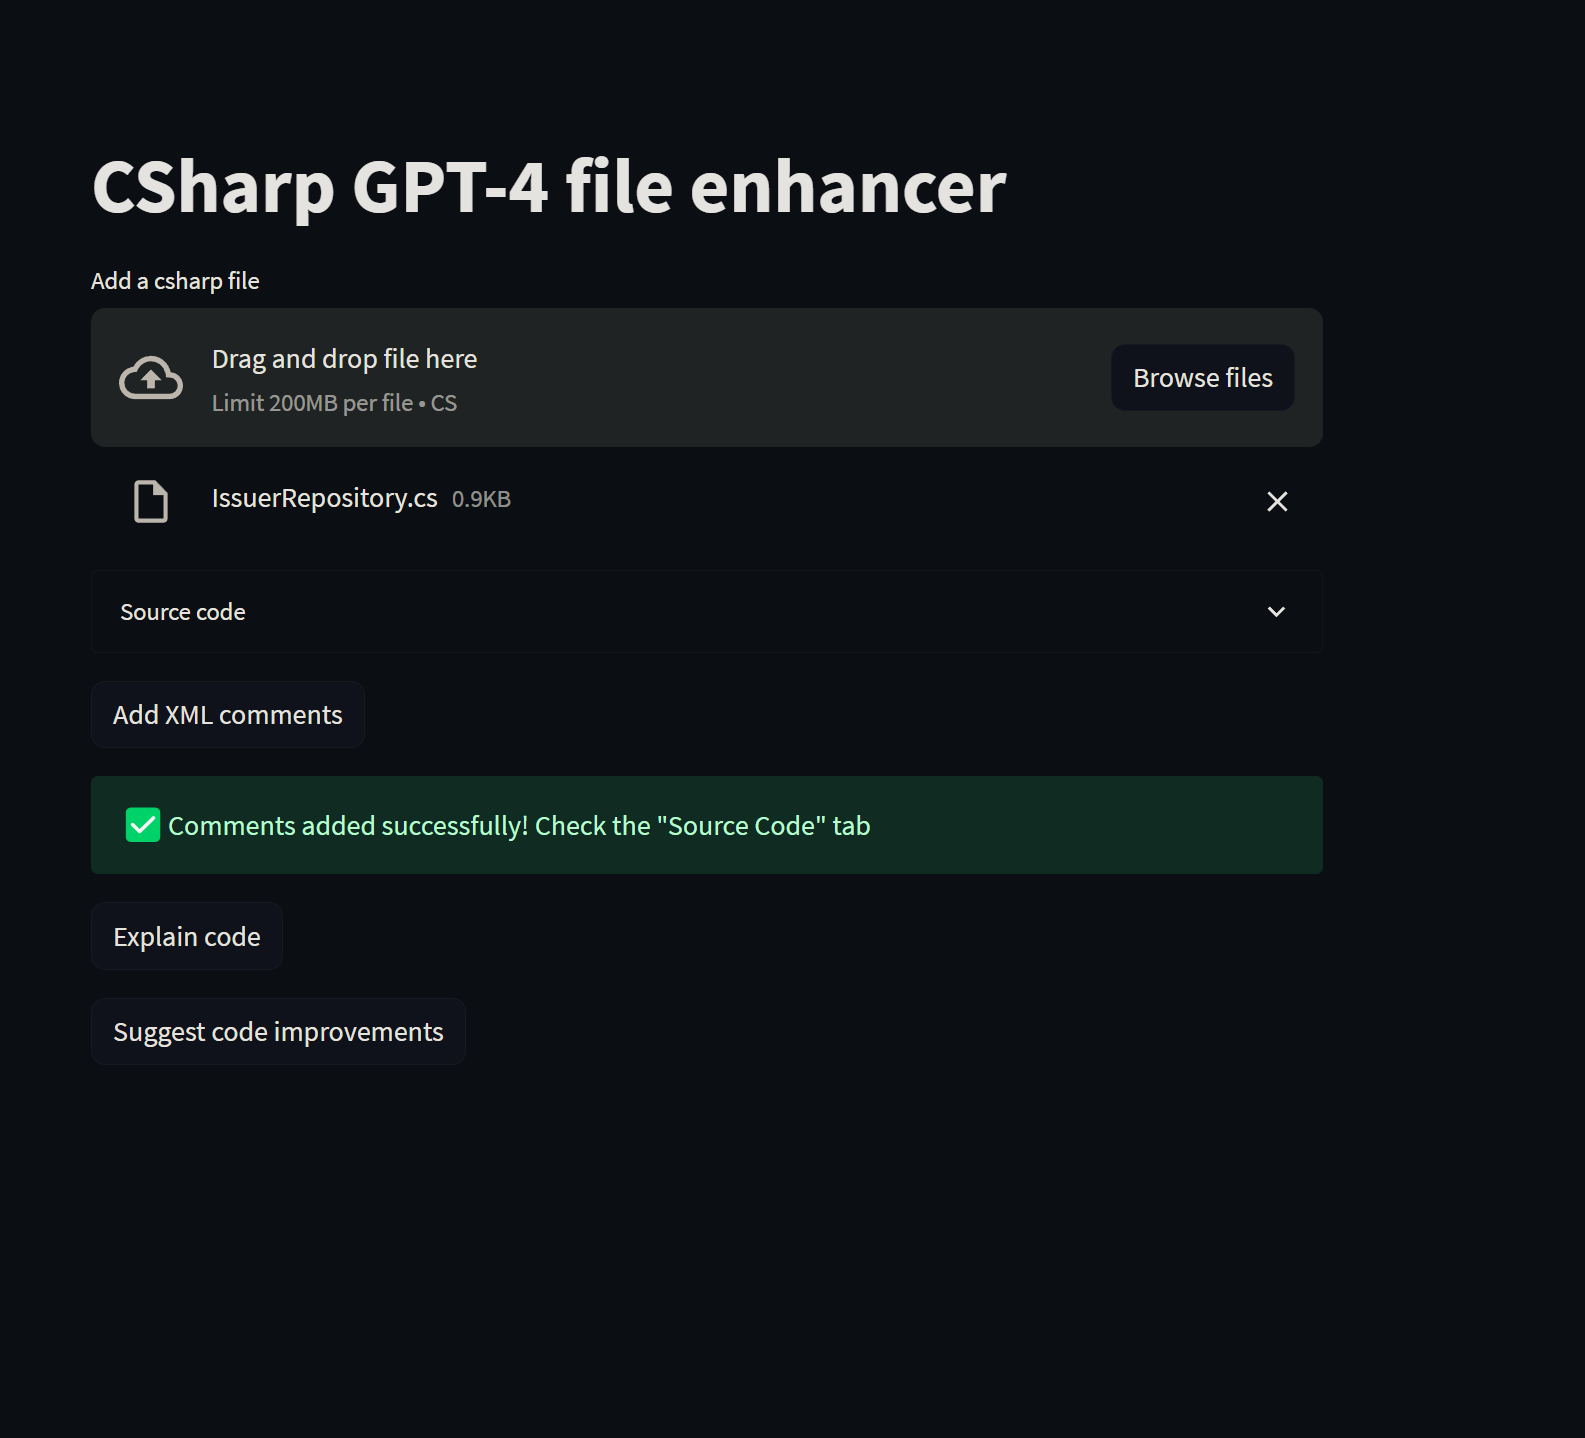 CSharp GPT-4 file enhancer
Add a csharp file
Drag and drop file here
Limit 200MB per file • CS
Browse files
IssuerRepository.cs 0.9KB
Source code
Add XML comments
Comments added successfully! Check the "Source Code" tab
Explain code
Suggest code improvements